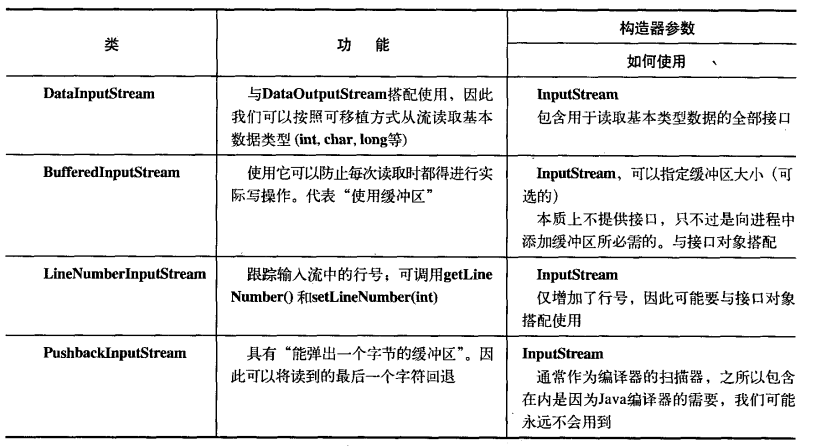 类
功 能
构造器参数
如何使用
DataInputStream
与DataOutputStream搭配使用，因此
我们可以按照可移植方式从流读取基本
数据类型 (int, char, long等)
InputStream
包含用于读取基本类型数据的全部接口
BufferedInputStream
使用它可以防止每次读取时都得进行实
际写操作。代表“使用缓冲区”
InputStream，可以指定缓冲区大小（可
选的）
本质上不提供接口，只不过是向进程中
添加缓冲区所必需的。与接口对象搭配
LineNumberInputStream
跟踪输入流中的行号；可调用getLine
Number() 和setLineNumber(int)
InputStream
仅增加了行号，因此可能要与接口对象
搭配使用
PushbackInputStream
具有“能弹出一个字节的缓冲区”。因
此可以将读到的最后一个字符回退
InputStream
通常作为编译器的扫描器，之所以包含
在内是因为Java编译器的需要，我们可能
永远不会用到